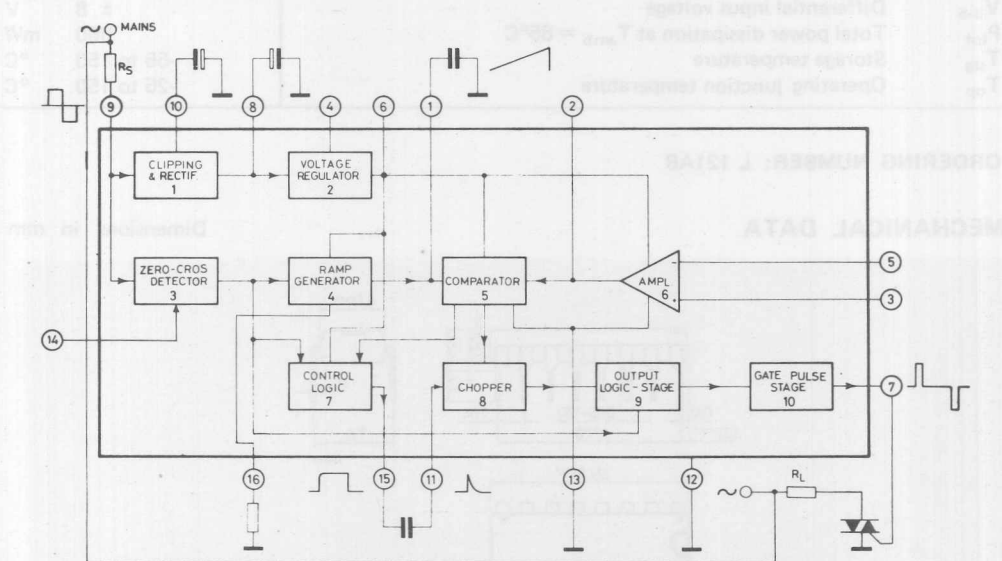 MAINS
RS
9
10
8
4
6
1
2
CLIPPING
& RECTIF.
1
VOLTAGE
REGULATOR
2
ZERO-CROS
DETECTOR
3
RAMP
GENERATOR
4
COMPARATOR
5
AMPL
6
- 5
+ 3
14
CONTROL
LOGIC
7
CHOPPER
8
OUTPUT
LOGIC-STAGE
9
GATE PULSE
STAGE
10
7
16
15
11
13
12
RL
Differential input voltage
Total power dissipation at Tamb = 85°C
Storage temperature
Operating junction temperature
ORDERING NUMBER: L 121AB
MECHANICAL DATA
Dimensions in mm